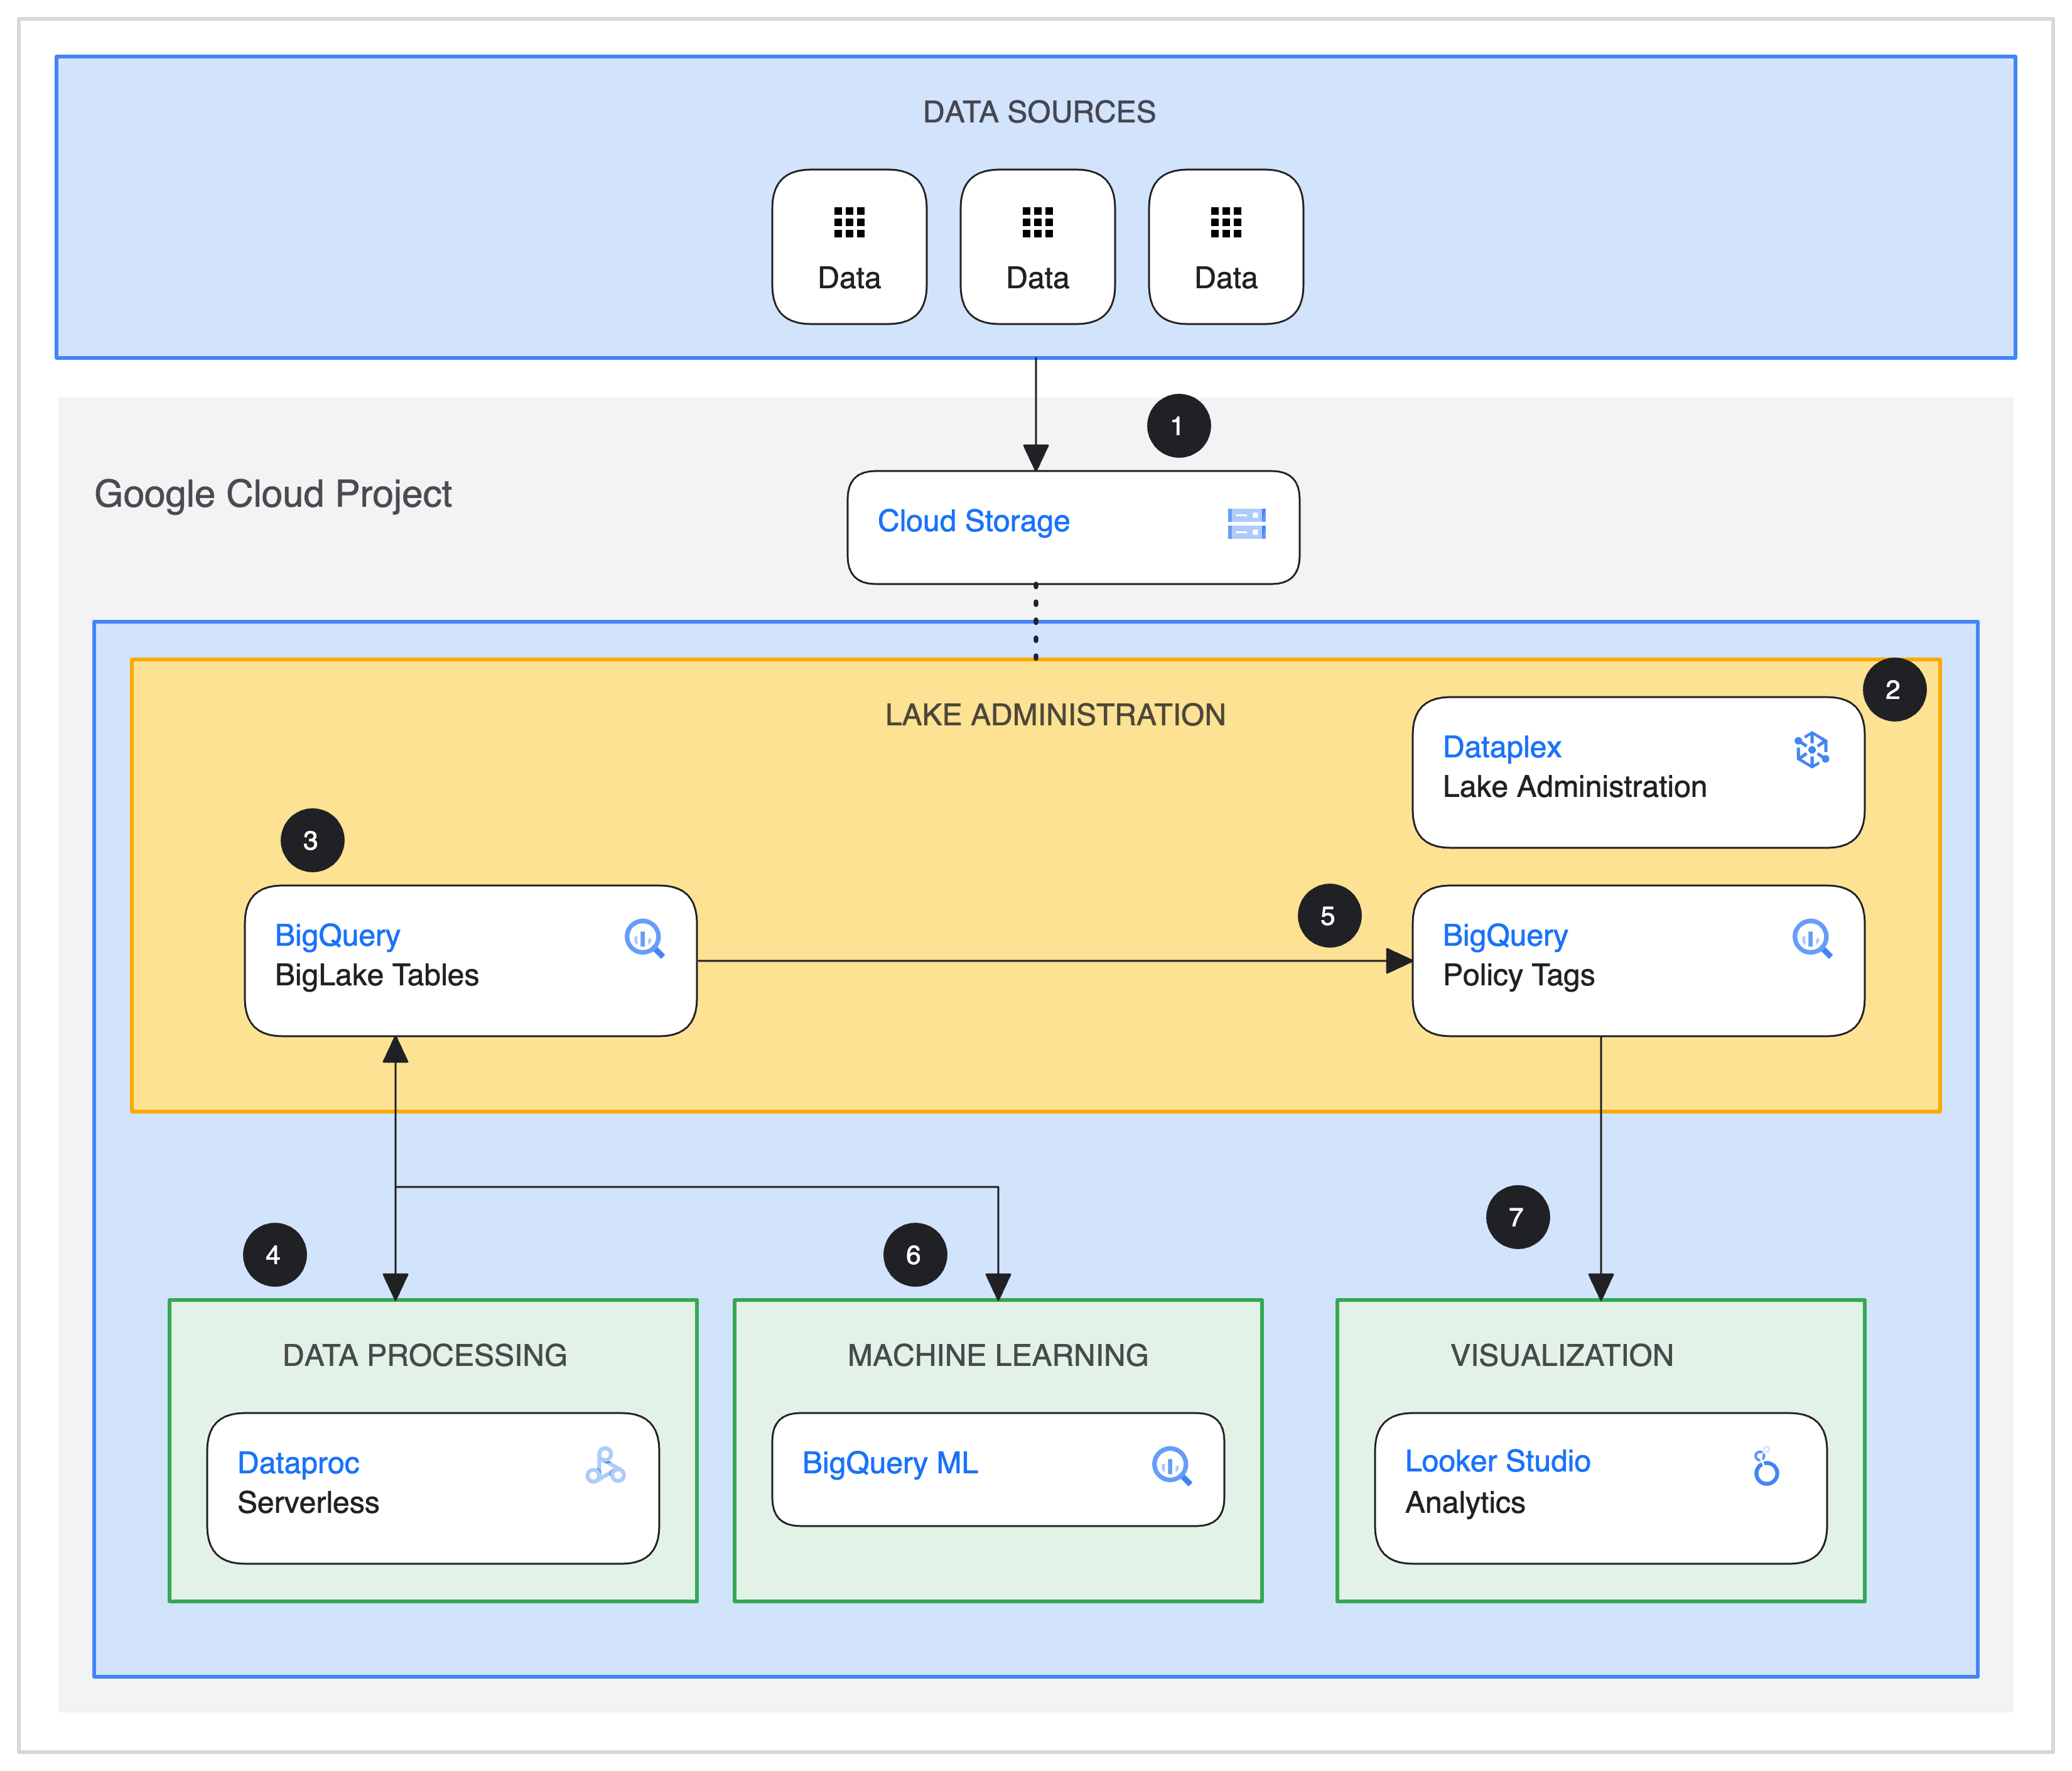 DATA SOURCES
Data
Data
Data
1
Google Cloud Project
Cloud Storage
2
LAKE ADMINISTRATION
Dataplex
Lake Administration
3
BigQuery
BigLake Tables
5
BigQuery
Policy Tags
4
6
7
DATA PROCESSING
Dataproc
Serverless
MACHINE LEARNING
BigQuery ML
VISUALIZATION
Looker Studio
Analytics